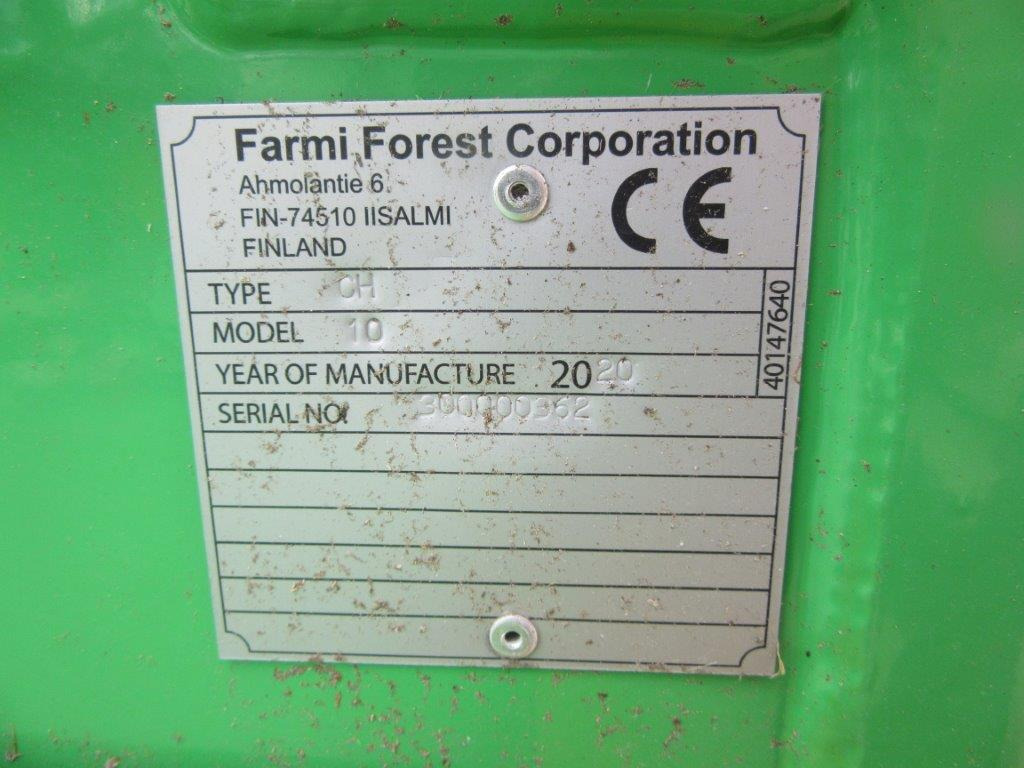 Farmi Forest Corporation
Ahmolantie 6
FIN-74510 IISALMI
FINLAND
CE
TYPE CH
MODEL 10
YEAR OF MANUFACTURE 2020
SERIAL NO. 300000362
40147640